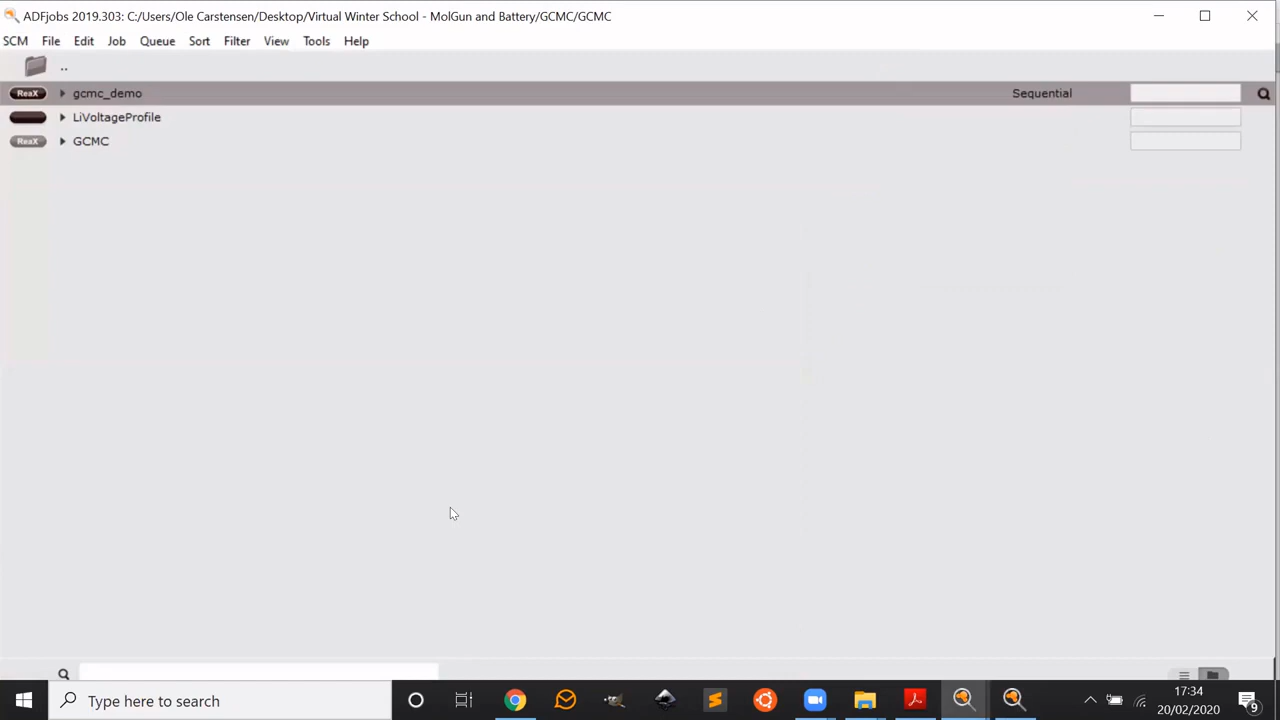 ADFjobs 2019.303: C:/Users/Ole Carstensen/Desktop/Virtual Winter School - MolGun and Battery/GCMC/GCMC
SCM File Edit Job Queue Sort Filter View Tools Help
..
ReaX gcmc_demo Sequential
LiVoltageProfile
ReaX GCMC
Type here to search
17:34
20/02/2020
9